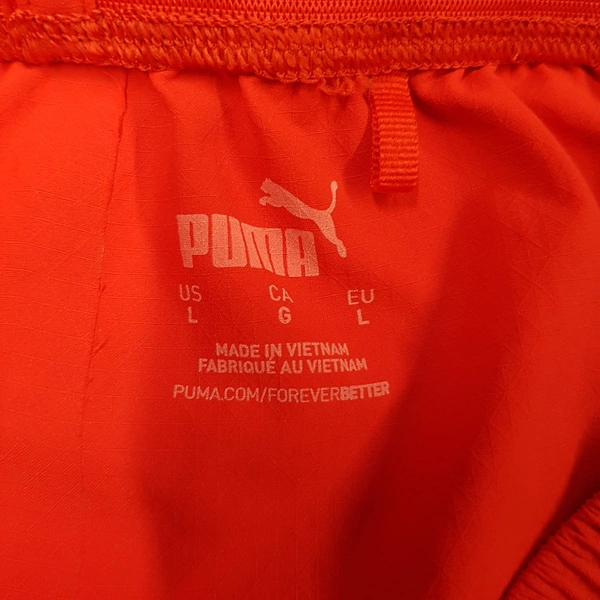 PUMA
US CA EU
L G L
MADE IN VIETNAM
FABRIQUÉ AU VIETNAM
PUMA.COM/FOREVERBETTER